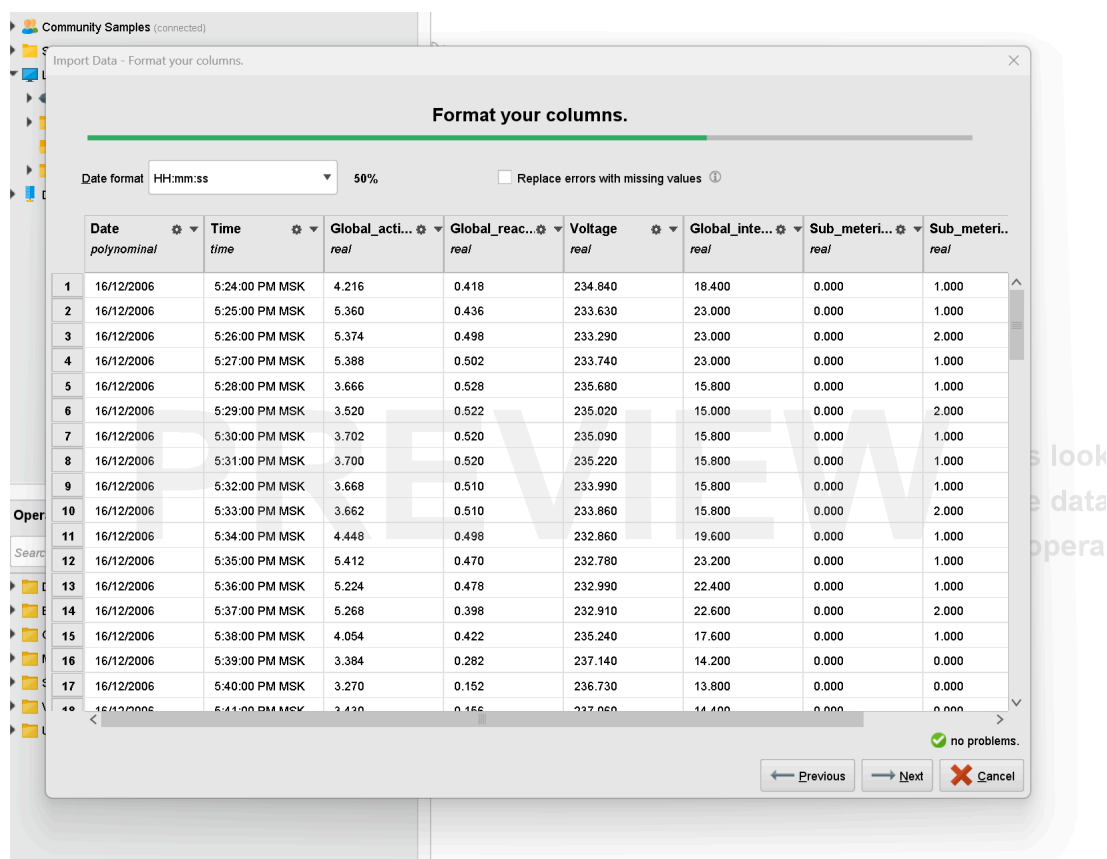 Community Samples (connected)
Import Data - Format your columns.
Format your columns.
Date format HH:mm:ss 50% Replace errors with missing values
Date Time Global_acti... Global_reac... Voltage Global_inte... Sub_meteri... Sub_meteri..
polynominal time real real real real real real
1 16/12/2006 5:24:00 PM MSK 4.216 0.418 234.840 18.400 0.000 1.000
2 16/12/2006 5:25:00 PM MSK 5.360 0.436 233.630 23.000 0.000 1.000
3 16/12/2006 5:26:00 PM MSK 5.374 0.498 233.290 23.000 0.000 2.000
4 16/12/2006 5:27:00 PM MSK 5.388 0.502 233.740 23.000 0.000 1.000
5 16/12/2006 5:28:00 PM MSK 3.666 0.528 235.680 15.800 0.000 1.000
6 16/12/2006 5:29:00 PM MSK 3.520 0.522 235.020 15.000 0.000 2.000
7 16/12/2006 5:30:00 PM MSK 3.702 0.520 235.090 15.800 0.000 1.000
8 16/12/2006 5:31:00 PM MSK 3.700 0.520 235.220 15.800 0.000 1.000
9 16/12/2006 5:32:00 PM MSK 3.668 0.510 233.990 15.800 0.000 1.000
10 16/12/2006 5:33:00 PM MSK 3.662 0.510 233.860 15.800 0.000 2.000
11 16/12/2006 5:34:00 PM MSK 4.448 0.498 232.860 19.600 0.000 1.000
12 16/12/2006 5:35:00 PM MSK 5.412 0.470 232.780 23.200 0.000 1.000
13 16/12/2006 5:36:00 PM MSK 5.224 0.478 232.990 22.400 0.000 1.000
14 16/12/2006 5:37:00 PM MSK 5.268 0.398 232.910 22.600 0.000 2.000
15 16/12/2006 5:38:00 PM MSK 4.054 0.422 235.240 17.600 0.000 1.000
16 16/12/2006 5:39:00 PM MSK 3.384 0.282 237.140 14.200 0.000 0.000
17 16/12/2006 5:40:00 PM MSK 3.270 0.152 236.730 13.800 0.000 0.000
PREVIEW
s look
e data
opera
Oper
Searc
no problems.
Previous Next Cancel